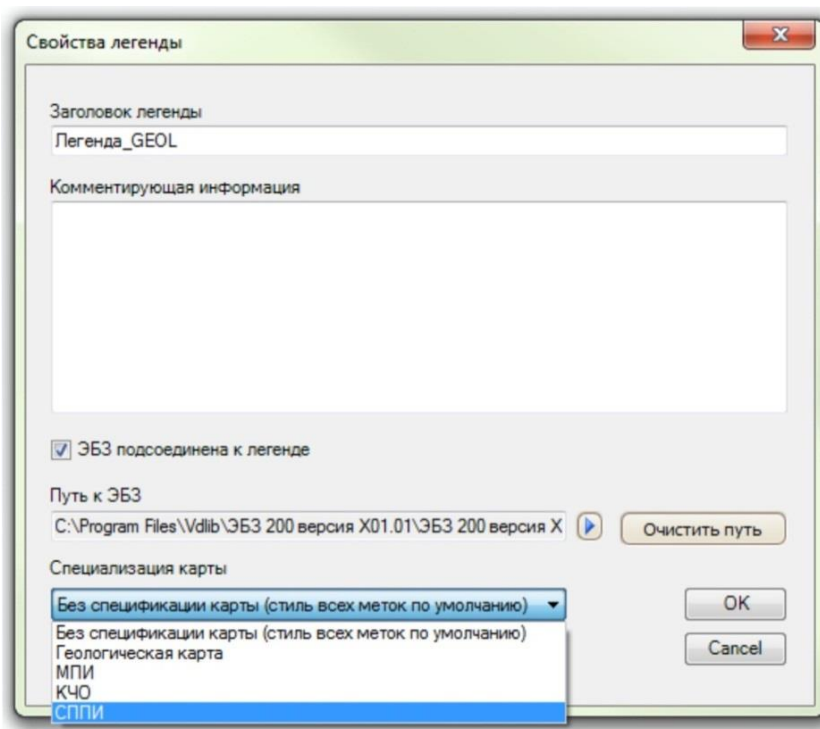 Свойства легенды
Заголовок легенды
Легенда_GEOL
Комментирующая информация
ЭБЗ подсоединена к легенде
Путь к ЭБЗ
C:\Program Files\Vdlib\ЭБЗ 200 версия X01.01\ЭБЗ 200 версия X
Очистить путь
Специализация карты
Без спецификации карты (стиль всех меток по умолчанию)
OK
Без спецификации карты (стиль всех меток по умолчанию)
Геологическая карта
Cancel
МПИ
КЧО
СППИ